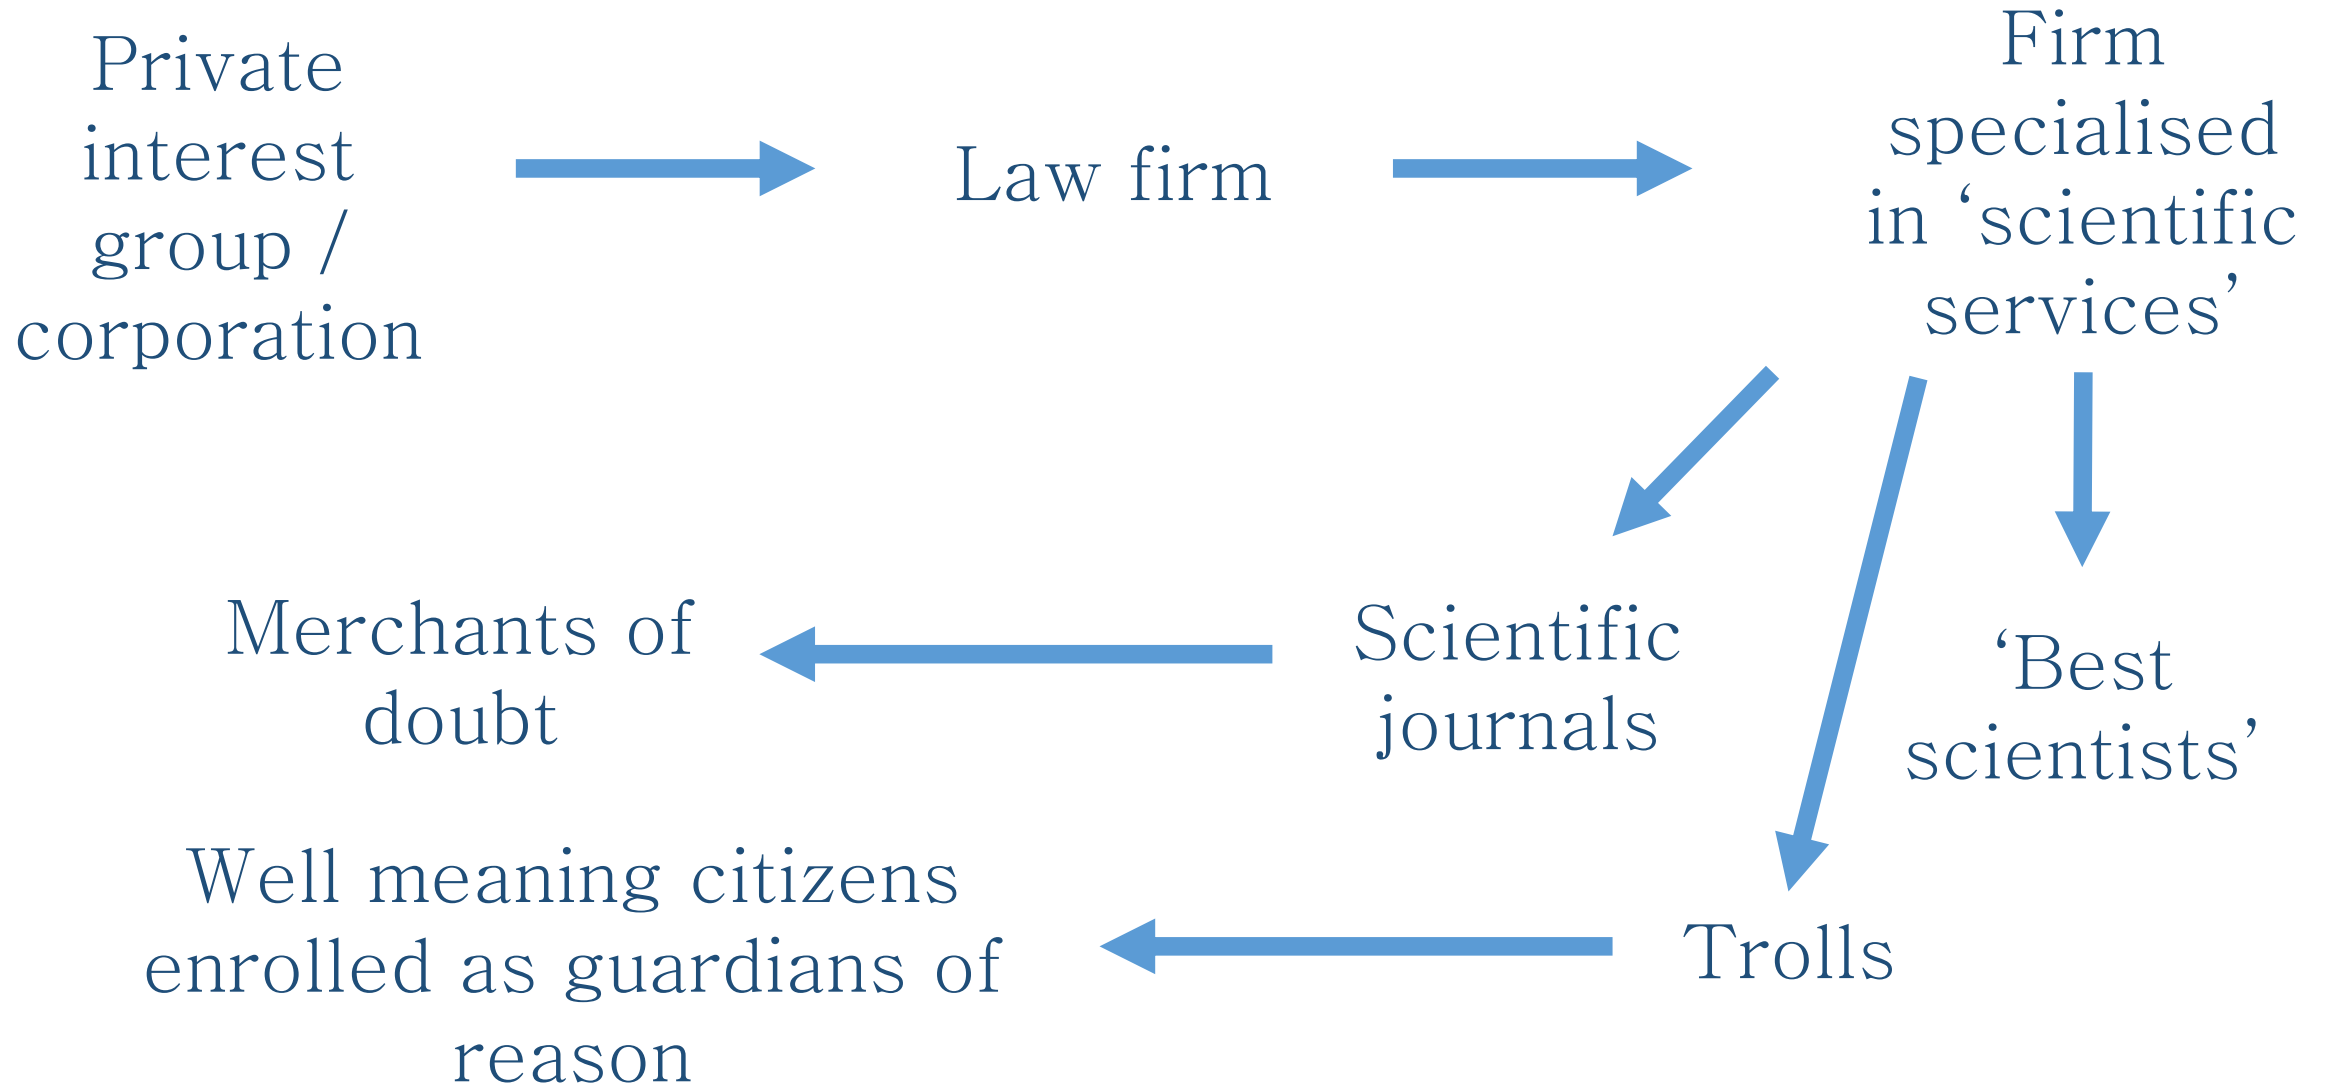 Private
interest
group /
corporation
Law firm
Firm
specialised
in ‘scientific
services’
Merchants of
doubt
Scientific
journals
‘Best
scientists’
Well meaning citizens
enrolled as guardians of
reason
Trolls